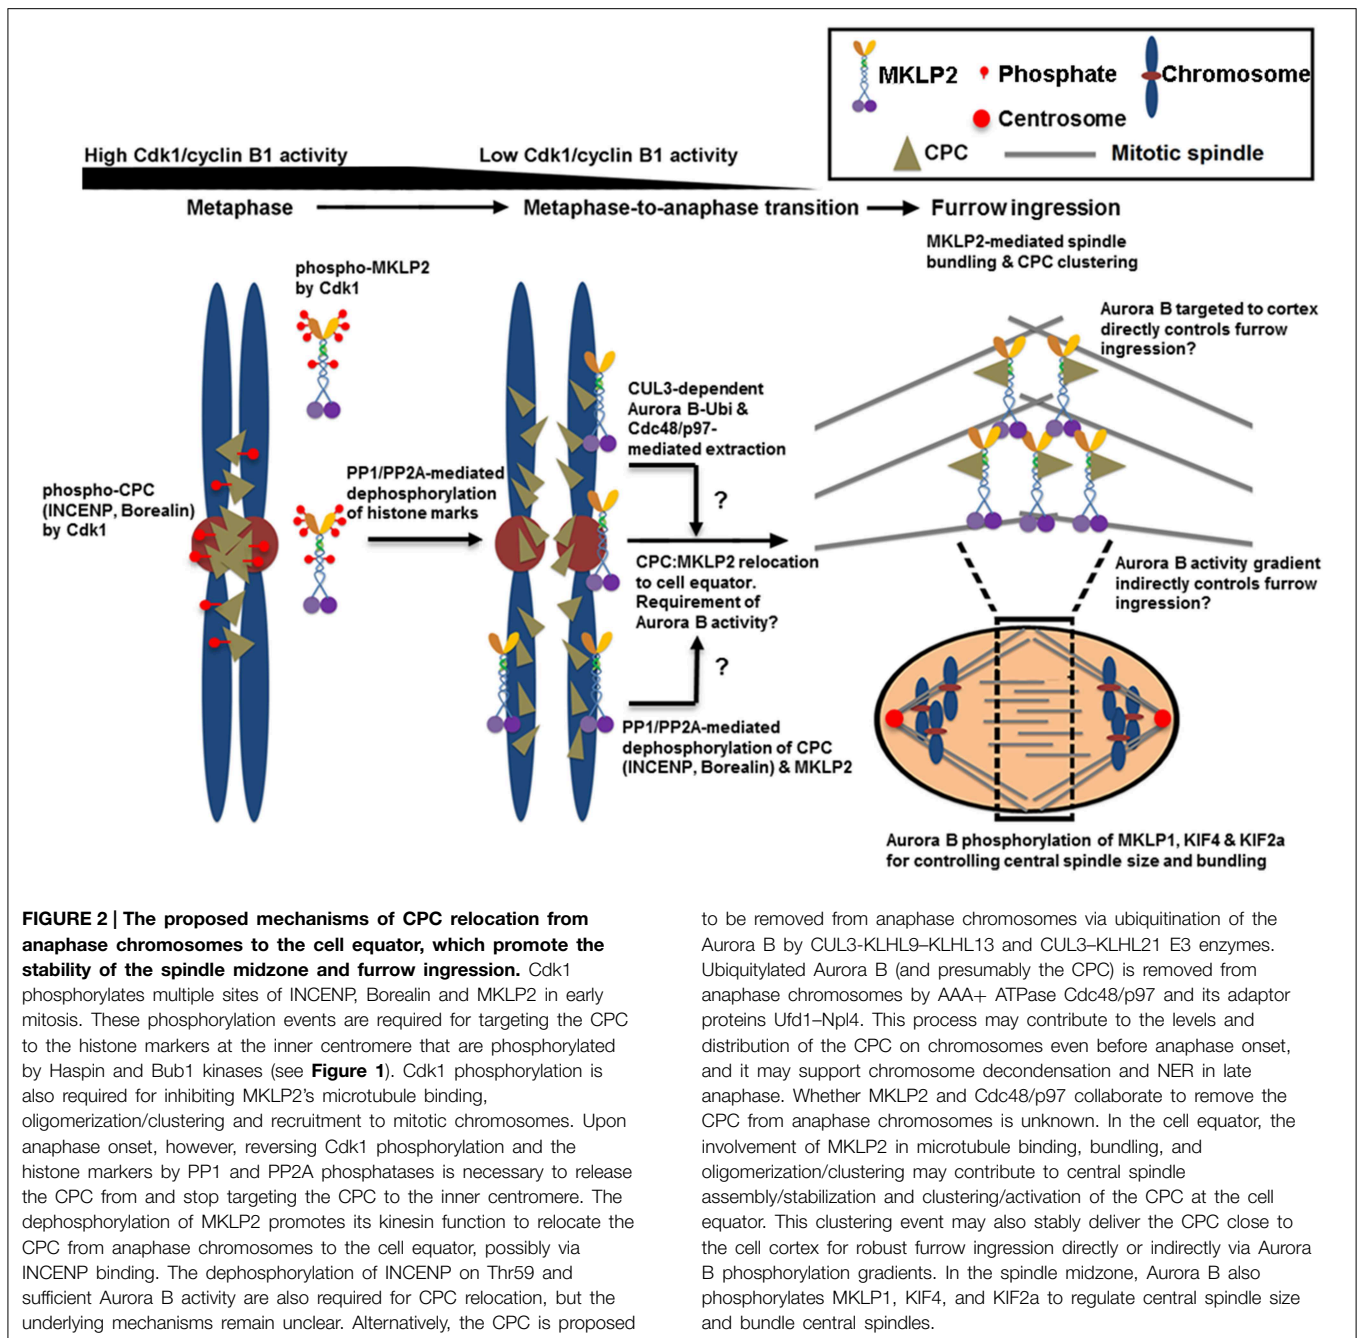 MKLP2
Phosphate
Chromosome
Centrosome
CPC
Mitotic spindle
High Cdk1/cyclin B1 activity
Low Cdk1/cyclin B1 activity
Metaphase
Metaphase-to-anaphase transition
Furrow ingression
MKLP2-mediated spindle
bundling & CPC clustering
phospho-MKLP2
by Cdk1
Aurora B targeted to cortex
directly controls furrow
ingression?
CUL3-dependent
Aurora B-Ubi &
Cdc48/p97-
mediated extraction
?
phospho-CPC
(INCENP, Borealin)
by Cdk1
PP1/PP2A-mediated
dephosphorylation
of histone marks
CPC:MKLP2 relocation
to cell equator.
Requirement of
Aurora B activity?
?
Aurora B activity gradient
indirectly controls furrow
ingression?
PP1/PP2A-mediated
dephosphorylation of CPC
(INCENP, Borealin) & MKLP2
Aurora B phosphorylation of MKLP1, KIF4 & KIF2a
for controlling central spindle size and bundling
FIGURE 2 | The proposed mechanisms of CPC relocation from
anaphase chromosomes to the cell equator, which promote the
stability of the spindle midzone and furrow ingression. Cdk1
phosphorylates multiple sites of INCENP, Borealin and MKLP2 in early
mitosis. These phosphorylation events are required for targeting the CPC
to the histone markers at the inner centromere that are phosphorylated
by Haspin and Bub1 kinases (see Figure 1). Cdk1 phosphorylation is
also required for inhibiting MKLP2's microtubule binding,
oligomerization/clustering and recruitment to mitotic chromosomes. Upon
anaphase onset, however, reversing Cdk1 phosphorylation and the
histone markers by PP1 and PP2A phosphatases is necessary to release
the CPC from and stop targeting the CPC to the inner centromere. The
dephosphorylation of MKLP2 promotes its kinesin function to relocate the
CPC from anaphase chromosomes to the cell equator, possibly via
INCENP binding. The dephosphorylation of INCENP on Thr59 and
sufficient Aurora B activity are also required for CPC relocation, but the
underlying mechanisms remain unclear. Alternatively, the CPC is proposed
to be removed from anaphase chromosomes via ubiquitination of the
Aurora B by CUL3-KLHL9–KLHL13 and CUL3–KLHL21 E3 enzymes.
Ubiquitylated Aurora B (and presumably the CPC) is removed from
anaphase chromosomes by AAA+ ATPase Cdc48/p97 and its adaptor
proteins Ufd1–Npl4. This process may contribute to the levels and
distribution of the CPC on chromosomes even before anaphase onset,
and it may support chromosome decondensation and NER in late
anaphase. Whether MKLP2 and Cdc48/p97 collaborate to remove the
CPC from anaphase chromosomes is unknown. In the cell equator, the
involvement of MKLP2 in microtubule binding, bundling, and
oligomerization/clustering may contribute to central spindle
assembly/stabilization and clustering/activation of the CPC at the cell
equator. This clustering event may also stably deliver the CPC close to
the cell cortex for robust furrow ingression directly or indirectly via Aurora
B phosphorylation gradients. In the spindle midzone, Aurora B also
phosphorylates MKLP1, KIF4, and KIF2a to regulate central spindle size
and bundle central spindles.